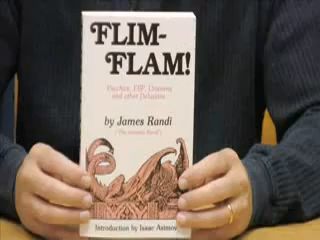 FLIM-
FLAM!
Psychics, ESP, Unicorns
and other Delusions
by James Randi
("The Amazing Randi")
Introduction by Isaac Asimov